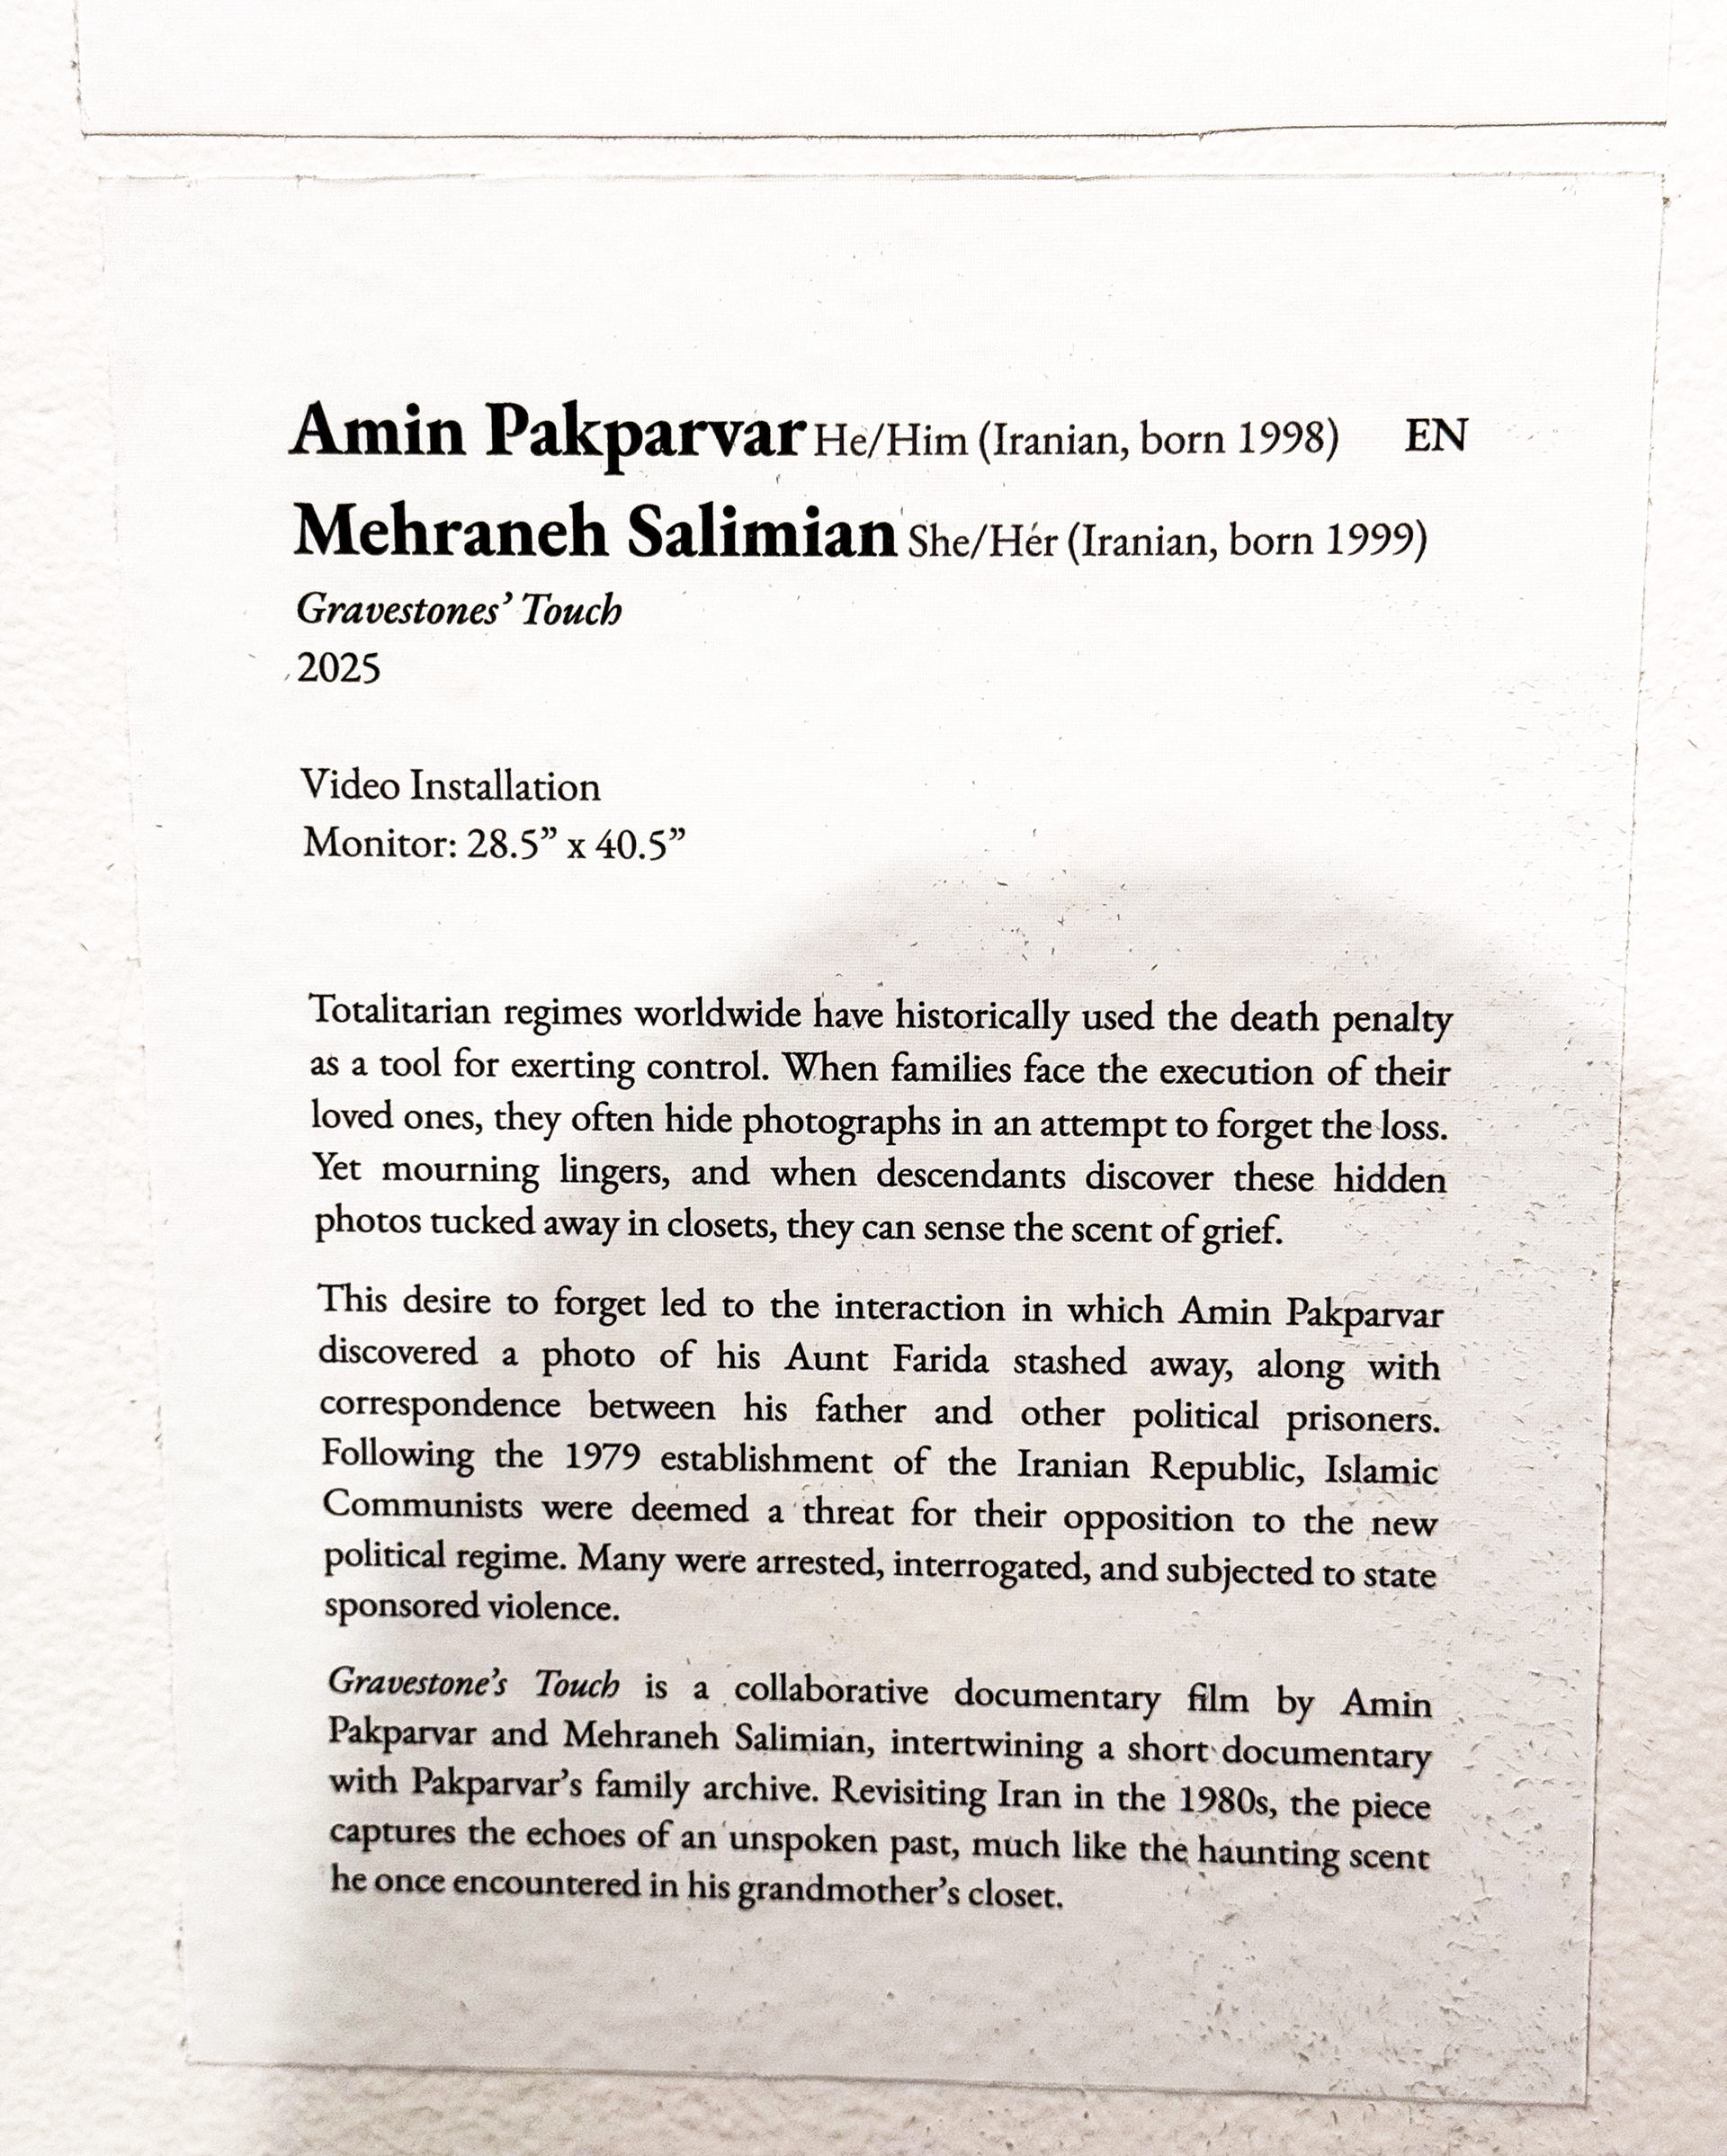 Amin Pakparvar He/Him (Iranian, born 1998) EN
Mehraneh Salimian She/Her (Iranian, born 1999)
Gravestones’ Touch
2025
Video Installation
Monitor: 28.5” x 40.5”
Totalitarian regimes worldwide have historically used the death penalty
as a tool for exerting control. When families face the execution of their
loved ones, they often hide photographs in an attempt to forget the loss.
Yet mourning lingers, and when descendants discover these hidden
photos tucked away in closets, they can sense the scent of grief.
This desire to forget led to the interaction in which Amin Pakparvar
discovered a photo of his Aunt Farida stashed away, along with
correspondence between his father and other political prisoners.
Following the 1979 establishment of the Iranian Republic, Islamic
Communists were deemed a threat for their opposition to the new
political regime. Many were arrested, interrogated, and subjected to state
sponsored violence.
Gravestone’s Touch is a collaborative documentary film by Amin
Pakparvar and Mehraneh Salimian, intertwining a short documentary
with Pakparvar’s family archive. Revisiting Iran in the 1980s, the piece
captures the echoes of an unspoken past, much like the haunting scent
he once encountered in his grandmother’s closet.